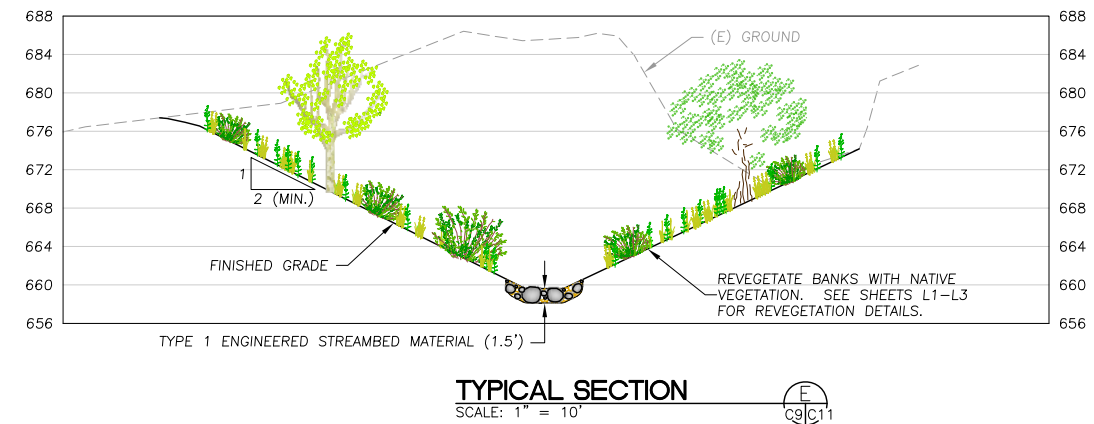 688
684
680
676
672
668
664
660
656
688
684
680
676
672
668
664
660
656
(E) GROUND
1
2 (MIN.)
FINISHED GRADE
REVEGETATE BANKS WITH NATIVE
VEGETATION. SEE SHEETS L1-L3
FOR REVEGETATION DETAILS.
TYPE 1 ENGINEERED STREAMBED MATERIAL (1.5')
TYPICAL SECTION
SCALE: 1" = 10'
E
C9 C11